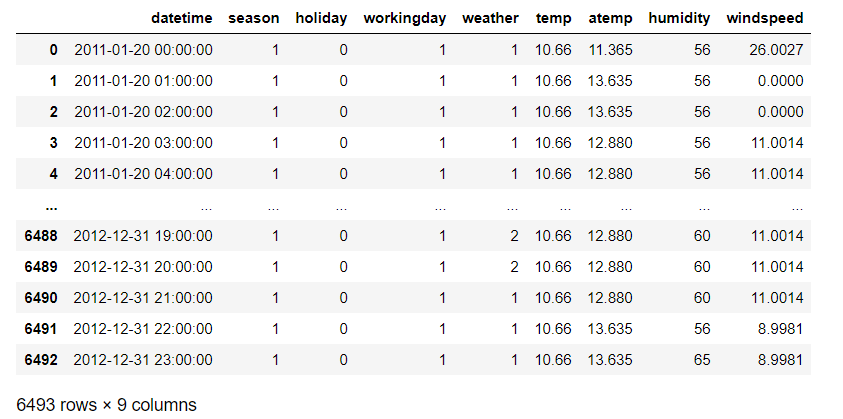 datetime season holiday workingday weather temp atemp humidity windspeed
0 2011-01-20 00:00:00 1 0 1 1 10.66 11.365 56 26.0027
1 2011-01-20 01:00:00 1 0 1 1 10.66 13.635 56 0.0000
2 2011-01-20 02:00:00 1 0 1 1 10.66 13.635 56 0.0000
3 2011-01-20 03:00:00 1 0 1 1 10.66 12.880 56 11.0014
4 2011-01-20 04:00:00 1 0 1 1 10.66 12.880 56 11.0014
... ... ... ... ... ... ... ... ... ...
6488 2012-12-31 19:00:00 1 0 1 2 10.66 12.880 60 11.0014
6489 2012-12-31 20:00:00 1 0 1 2 10.66 12.880 60 11.0014
6490 2012-12-31 21:00:00 1 0 1 1 10.66 12.880 60 11.0014
6491 2012-12-31 22:00:00 1 0 1 1 10.66 13.635 56 8.9981
6492 2012-12-31 23:00:00 1 0 1 1 10.66 13.635 65 8.9981
6493 rows × 9 columns